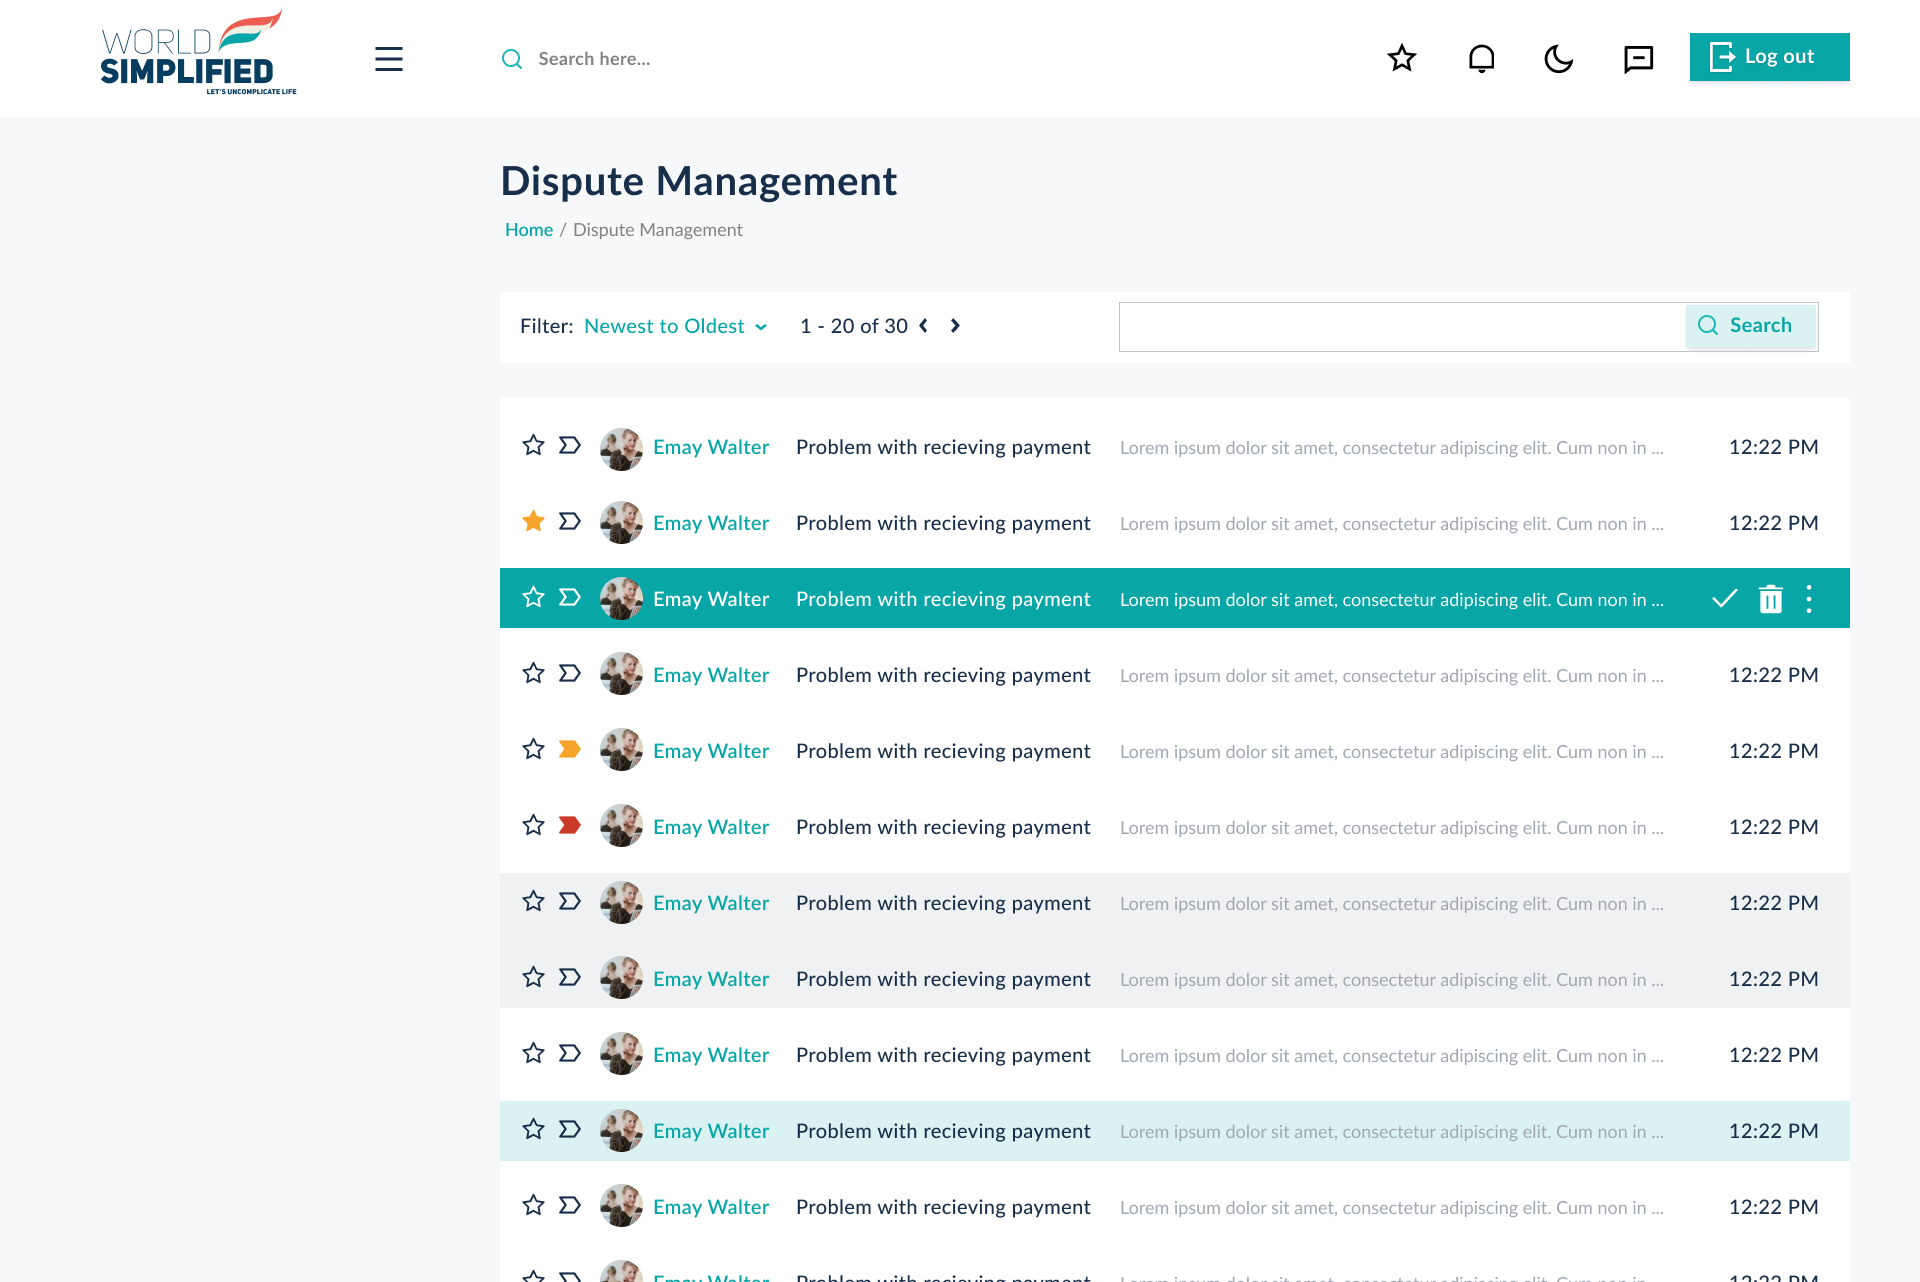 WORLD
SIMPLIFIED
LET'S UNCOMPLICATE LIFE
Search here...
Log out
Dispute Management
Home / Dispute Management
Filter: Newest to Oldest 1 - 20 of 30 Search
Emay Walter Problem with recieving payment Lorem ipsum dolor sit amet, consectetur adipiscing elit. Cum non in ... 12:22 PM
Emay Walter Problem with recieving payment Lorem ipsum dolor sit amet, consectetur adipiscing elit. Cum non in ... 12:22 PM
Emay Walter Problem with recieving payment Lorem ipsum dolor sit amet, consectetur adipiscing elit. Cum non in ...
Emay Walter Problem with recieving payment Lorem ipsum dolor sit amet, consectetur adipiscing elit. Cum non in ... 12:22 PM
Emay Walter Problem with recieving payment Lorem ipsum dolor sit amet, consectetur adipiscing elit. Cum non in ... 12:22 PM
Emay Walter Problem with recieving payment Lorem ipsum dolor sit amet, consectetur adipiscing elit. Cum non in ... 12:22 PM
Emay Walter Problem with recieving payment Lorem ipsum dolor sit amet, consectetur adipiscing elit. Cum non in ... 12:22 PM
Emay Walter Problem with recieving payment Lorem ipsum dolor sit amet, consectetur adipiscing elit. Cum non in ... 12:22 PM
Emay Walter Problem with recieving payment Lorem ipsum dolor sit amet, consectetur adipiscing elit. Cum non in ... 12:22 PM
Emay Walter Problem with recieving payment Lorem ipsum dolor sit amet, consectetur adipiscing elit. Cum non in ... 12:22 PM
Emay Walter Problem with recieving payment Lorem ipsum dolor sit amet, consectetur adipiscing elit. Cum non in ... 12:22 PM